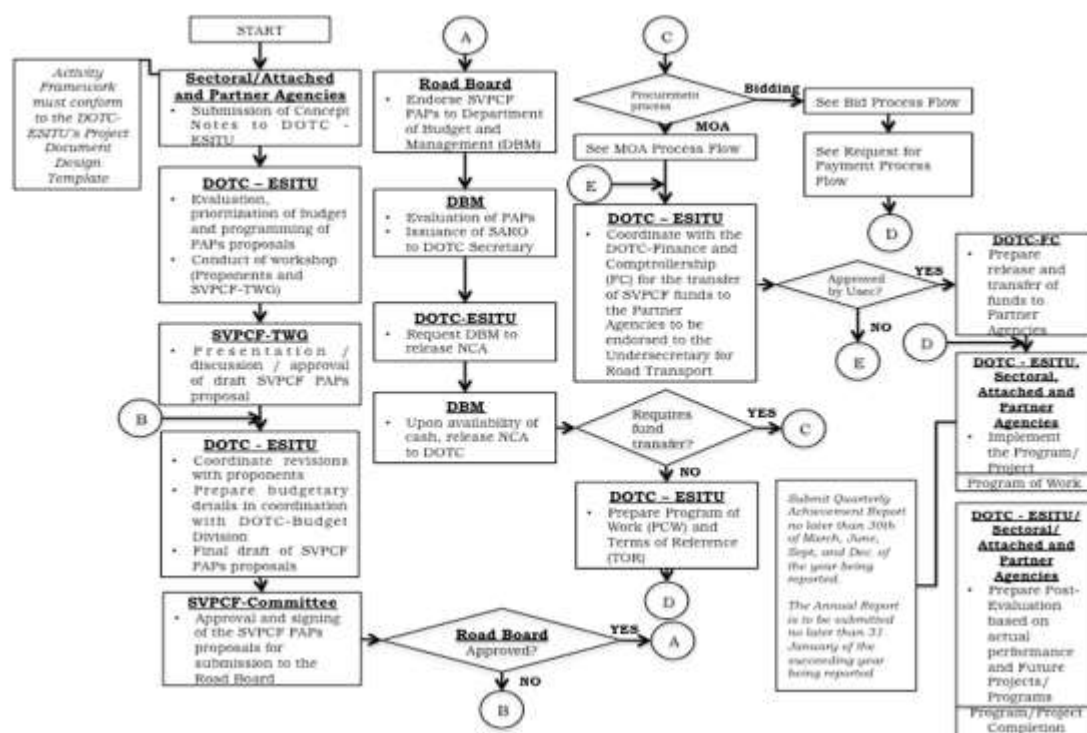 START
Activity
Framework
must conform
to the DOTC-
ESITU's Project
Document
Design
Template
Sectoral/Attached
and Partner Agencies
• Submission of Concept
Notes to DOTC -
ESITU
DOTC – ESITU
• Evaluation,
prioritization of budget
and programming of
PAPs proposals
• Conduct of workshop
(Proponents and
SVPCF-TWG)
SVPCF-TWG
• Presentation /
discussion / approval
of draft SVPCF PAPs
proposal
B
DOTC - ESITU
• Coordinate revisions
with proponents
• Prepare budgetary
details in coordination
with DOTC-Budget
Division
• Final draft of SVPCF
PAPs proposals
SVPCF-Committee
• Approval and signing
of the SVPCF PAPs
proposals for
submission to the
Road Board
Road Board
Approved?
YES
A
NO
B
A
Road Board
• Endorse SVPCF
PAPs to Department
of Budget and
Management (DBM)
DBM
• Evaluation of PAPs
• Issuance of SARO
to DOTC Secretary
DOTC-ESITU
• Request DBM to
release NCA
DBM
• Upon availability of
cash, release NCA
to DOTC
Requires
fund
transfer?
YES
C
NO
DOTC – ESITU
• Prepare Program of
Work (PCW) and
Terms of Reference
(TOR)
D
C
Procurement
process
Bidding
See Bid Process Flow
See Request for
Payment Process
Flow
D
MOA
See MOA Process Flow
E
DOTC – ESITU
• Coordinate with the
DOTC-Finance and
Comptrollership
(FC) for the transfer
of SVPCF funds to
the Partner
Agencies to be
endorsed to the
Undersecretary for
Road Transport
Approved
by Usec?
YES
NO
E
DOTC-FC
• Prepare
release and
transfer of
funds to
Partner
Agencies
D
DOTC - ESITU,
Sectoral,
Attached and
Partner
Agencies
• Implement
the Program/
Project
Program of Work
Submit Quarterly
Achievement Report
no later than 30th
of March, June,
Sept, and Dec. of
the year being
reported.
The Annual Report
is to be submitted
no later than 31
January of the
succeeding year
being reported
DOTC - ESITU/
Sectoral/
Attached and
Partner
Agencies
• Prepare Post-
Evaluation
based on
actual
performance
and Future
Projects/
Programs
Program/Project
Completion